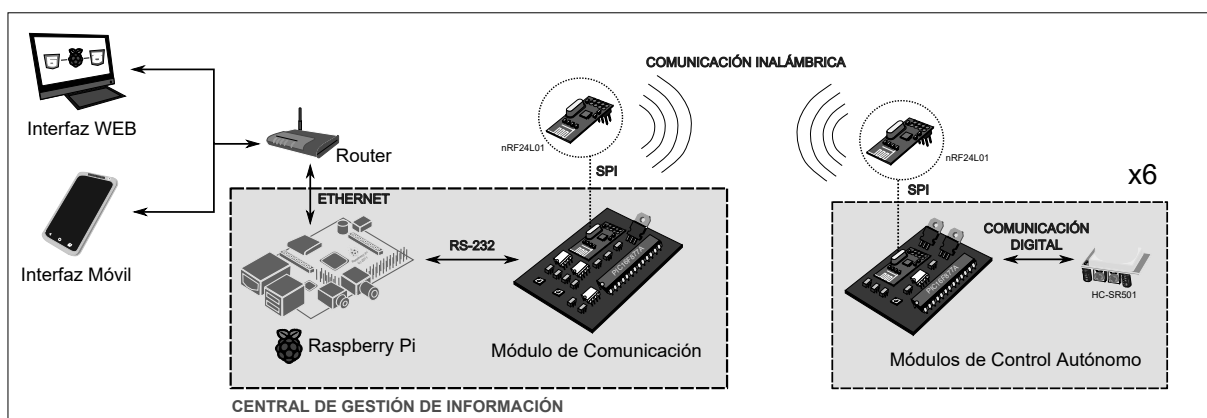 COMUNICACIÓN INALÁMBRICA
Interfaz WEB
Router
nRF24L01
nRF24L01
SPI
SPI
x6
ETHERNET
RS-232
COMUNICACIÓN
DIGITAL
Interfaz Móvil
HC-SR501
Raspberry Pi
Módulo de Comunicación
Módulos de Control Autónomo
CENTRAL DE GESTIÓN DE INFORMACIÓN